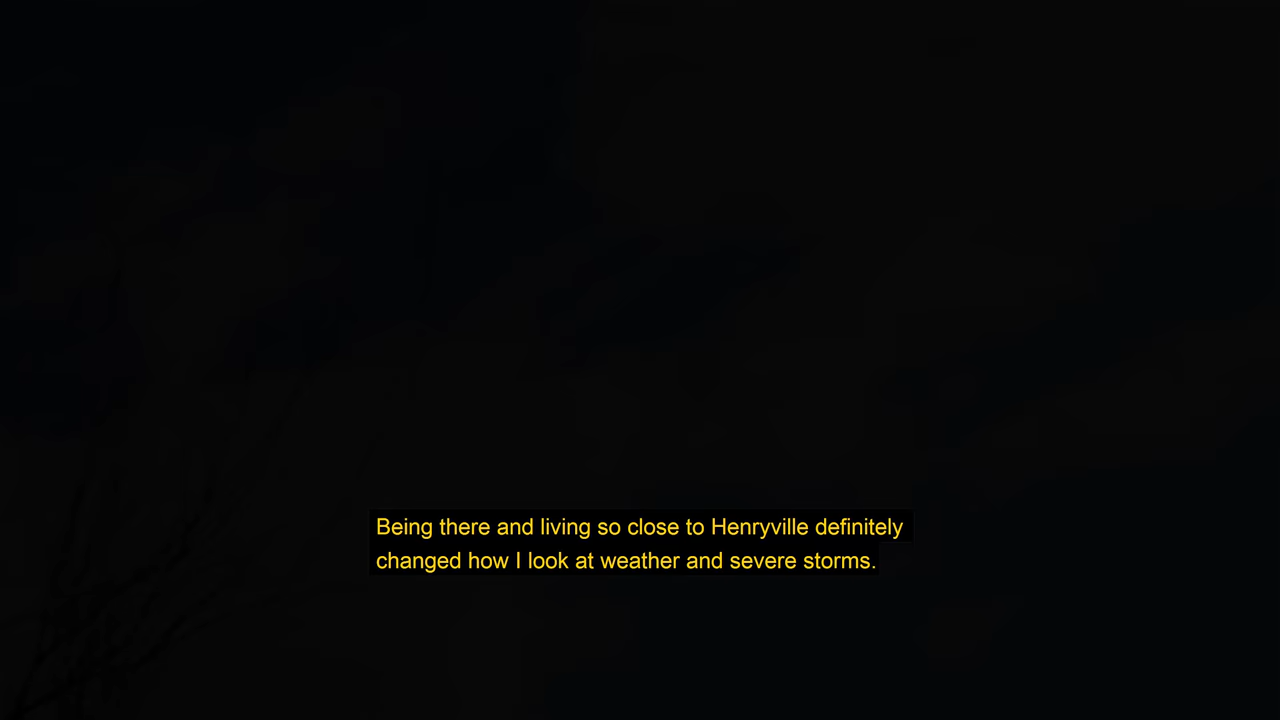 Being there and living so close to Henryville definitely
changed how I look at weather and severe storms.